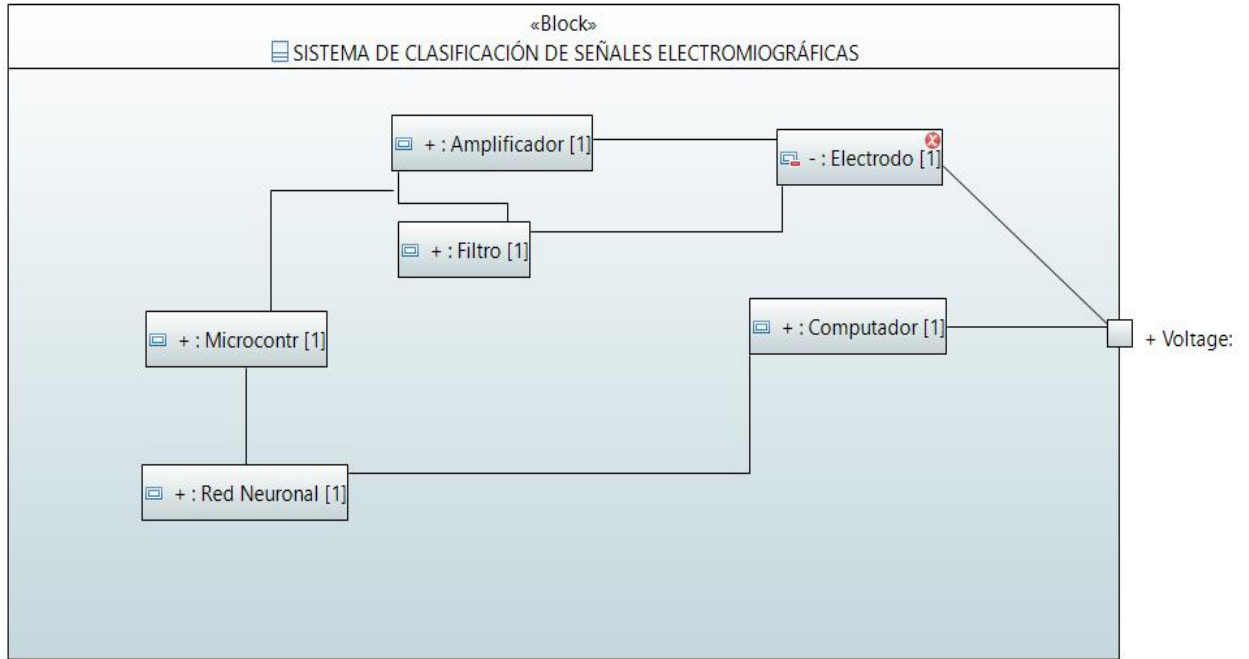 «Block»
SISTEMA DE CLASIFICACIÓN DE SEÑALES ELECTROMIOGRÁFICAS
+ : Amplificador [1]
- : Electrodo [1]
+ : Filtro [1]
+ : Microcontr [1]
+ : Computador [1]
+ Voltage:
+ : Red Neuronal [1]